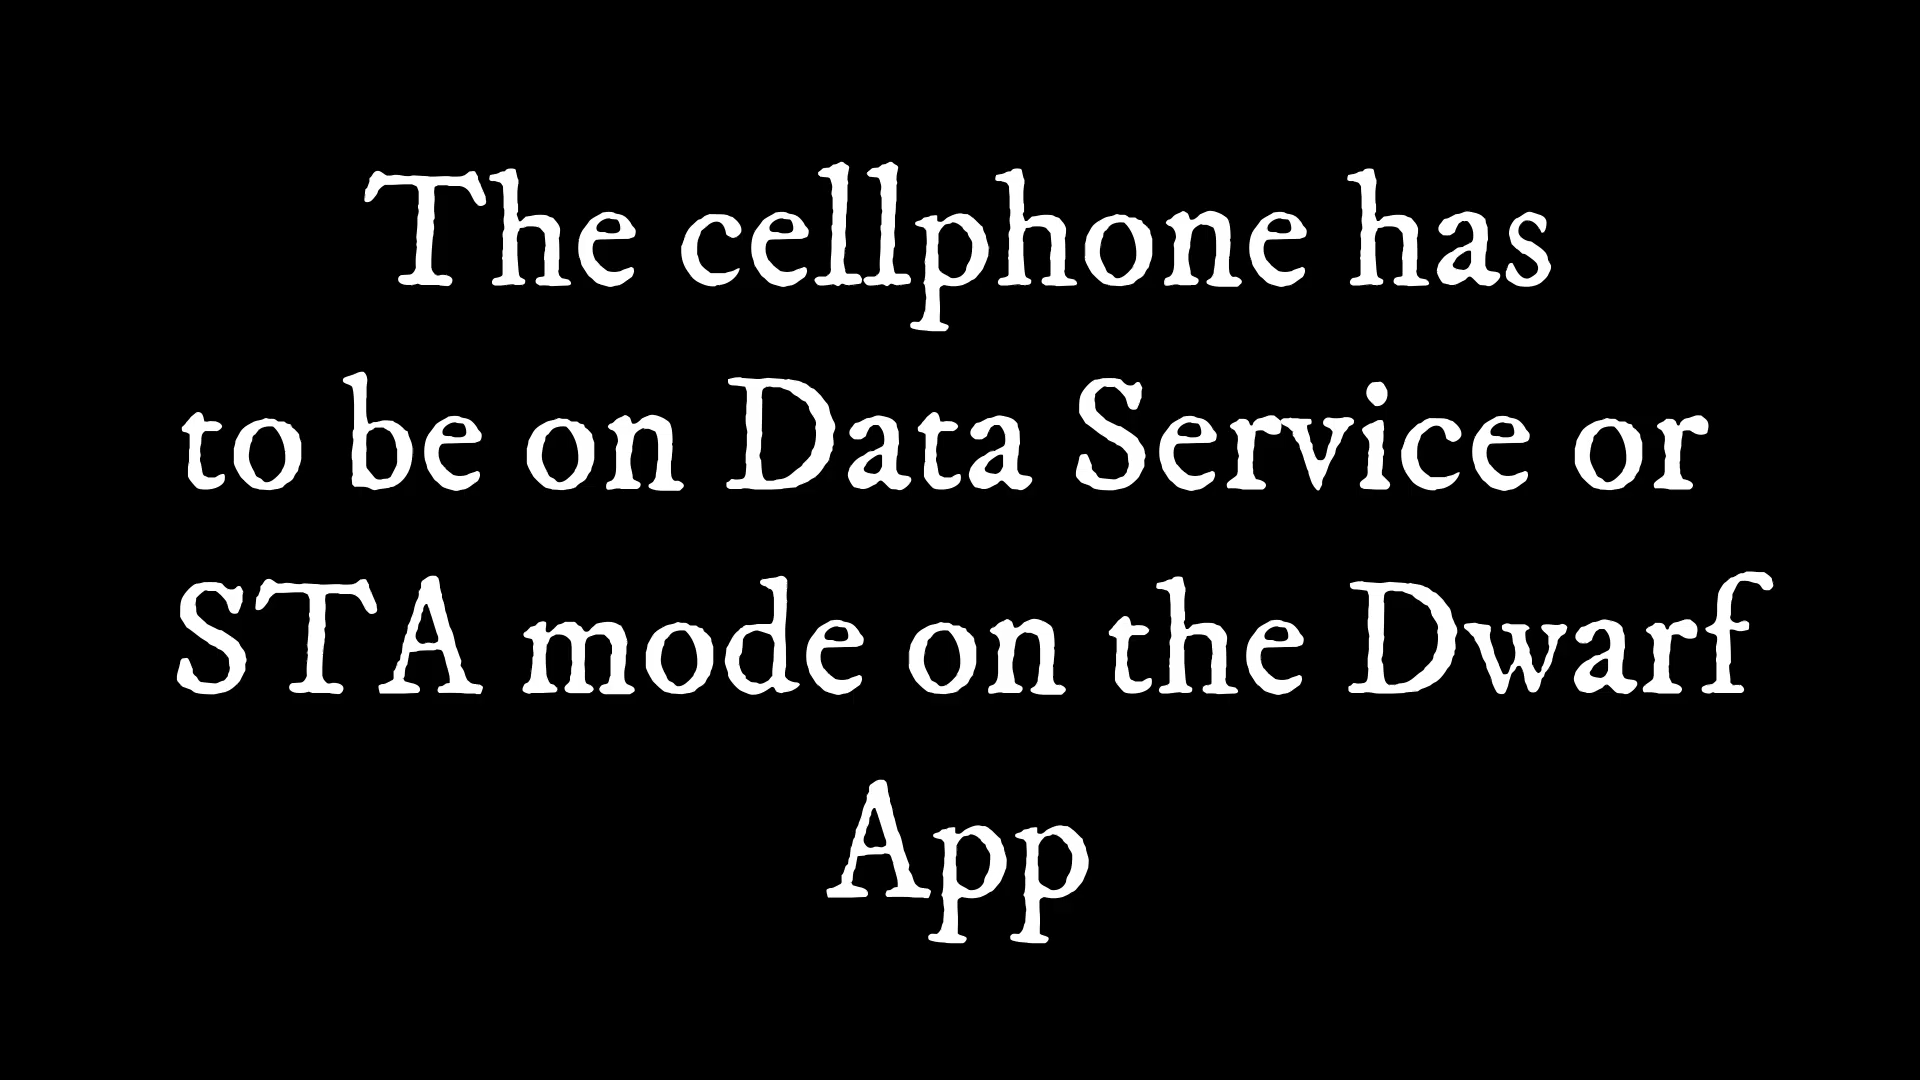 The cellphone has
to be on Data Service or
STA mode on the Dwarf
App